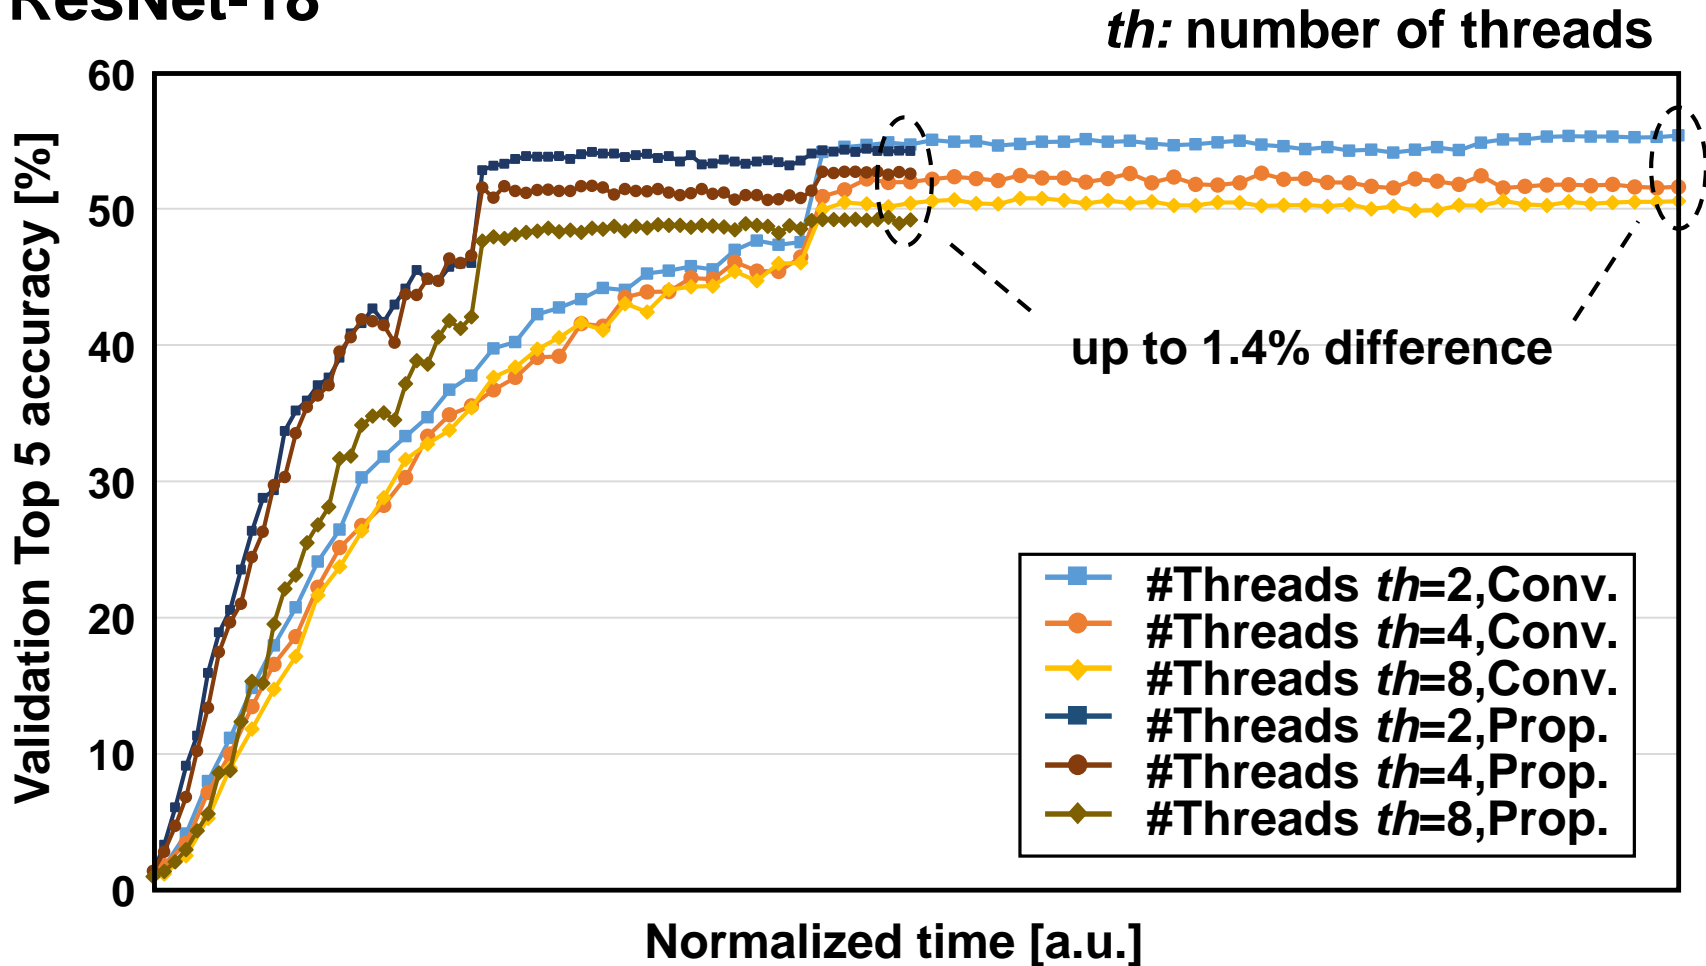 ResNet-18
th: number of threads
60
50
40
30
20
10
0
Validation Top 5 accuracy [%]
up to 1.4% difference
#Threads th=2,Conv.
#Threads th=4,Conv.
#Threads th=8,Conv.
#Threads th=2,Prop.
#Threads th=4,Prop.
#Threads th=8,Prop.
Normalized time [a.u.]